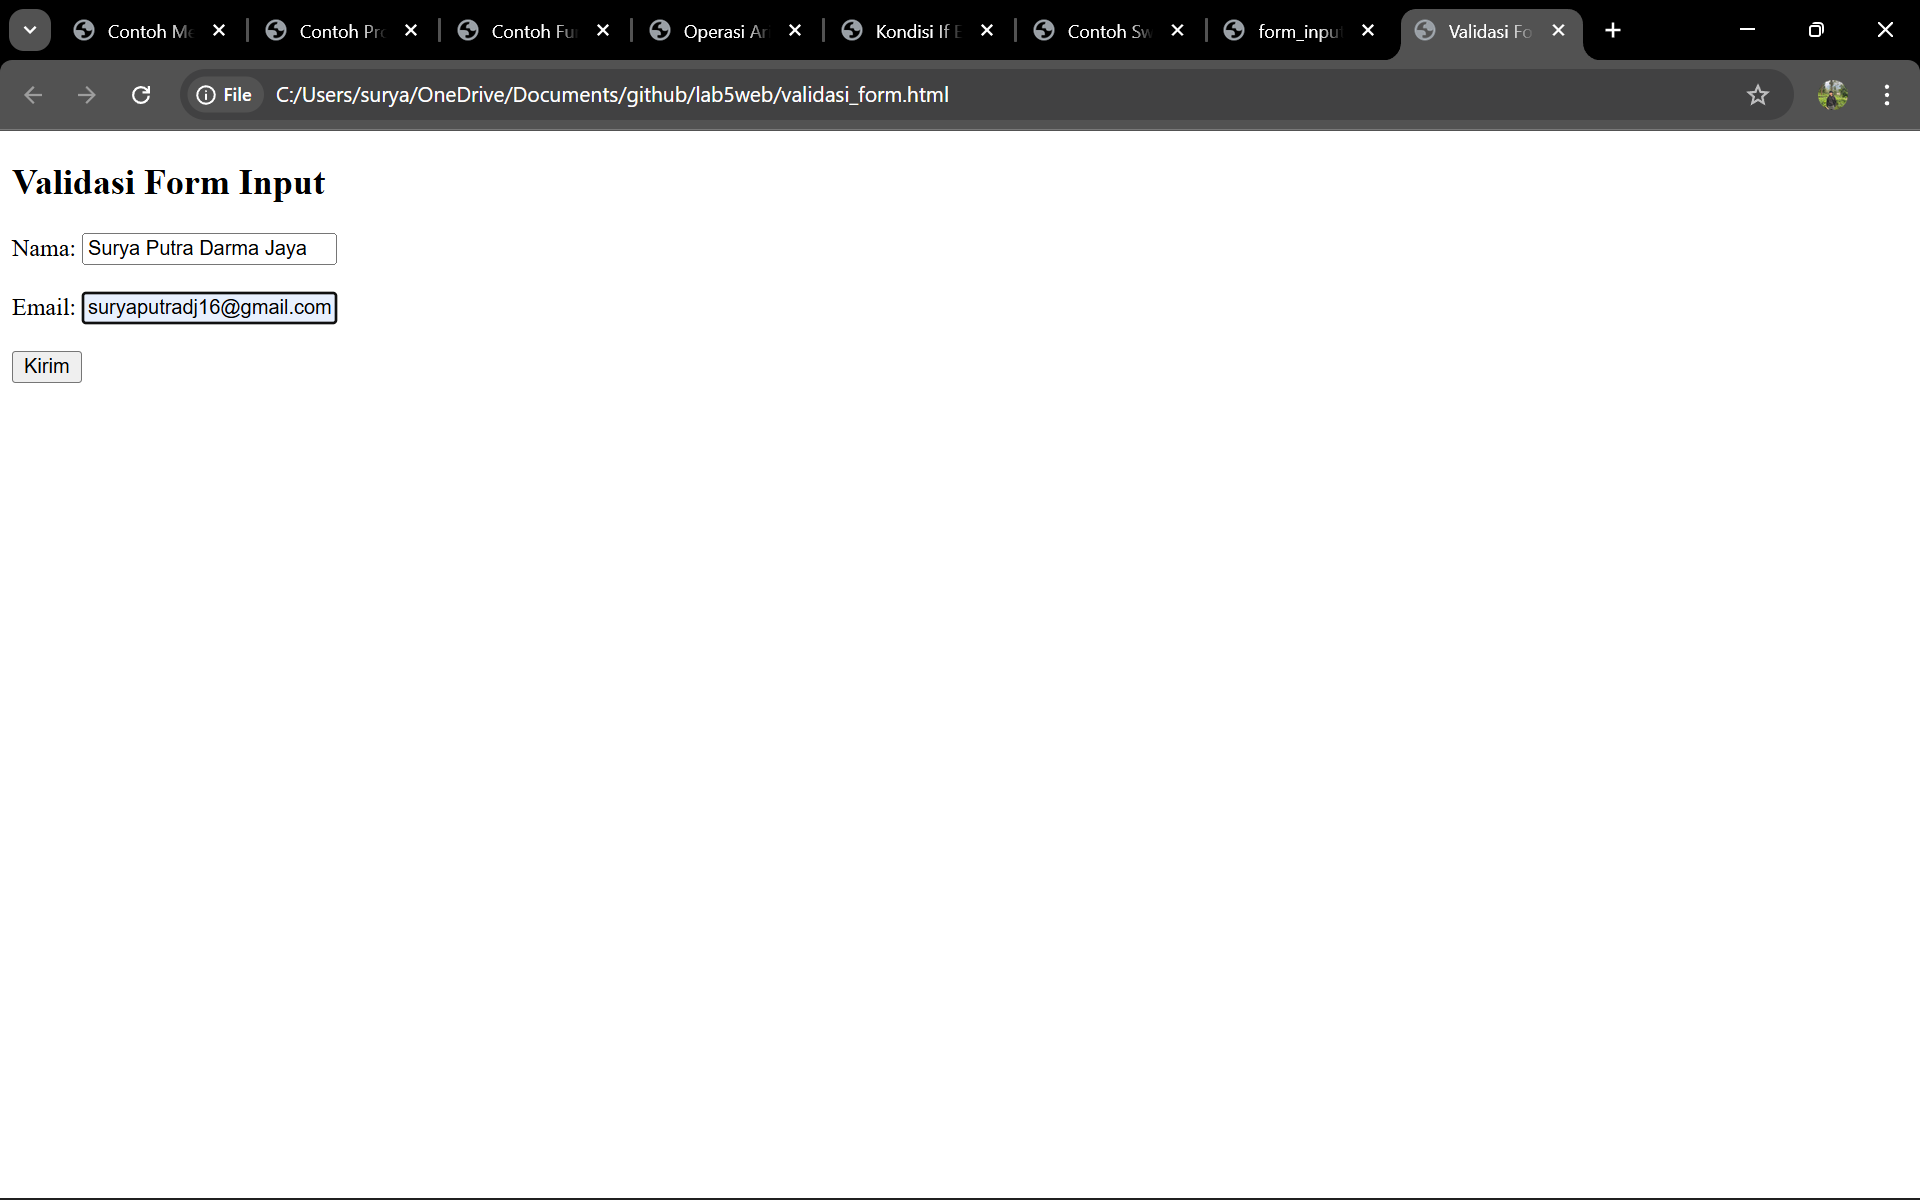 Contoh Me
Contoh Pro
Contoh Fu
Operasi Ar
Kondisi If E
Contoh Sw
form_input
Validasi Fo
File
C:/Users/surya/OneDrive/Documents/github/lab5web/validasi_form.html
Validasi Form Input
Nama: Surya Putra Darma Jaya
Email: suryaputradj16@gmail.com
Kirim